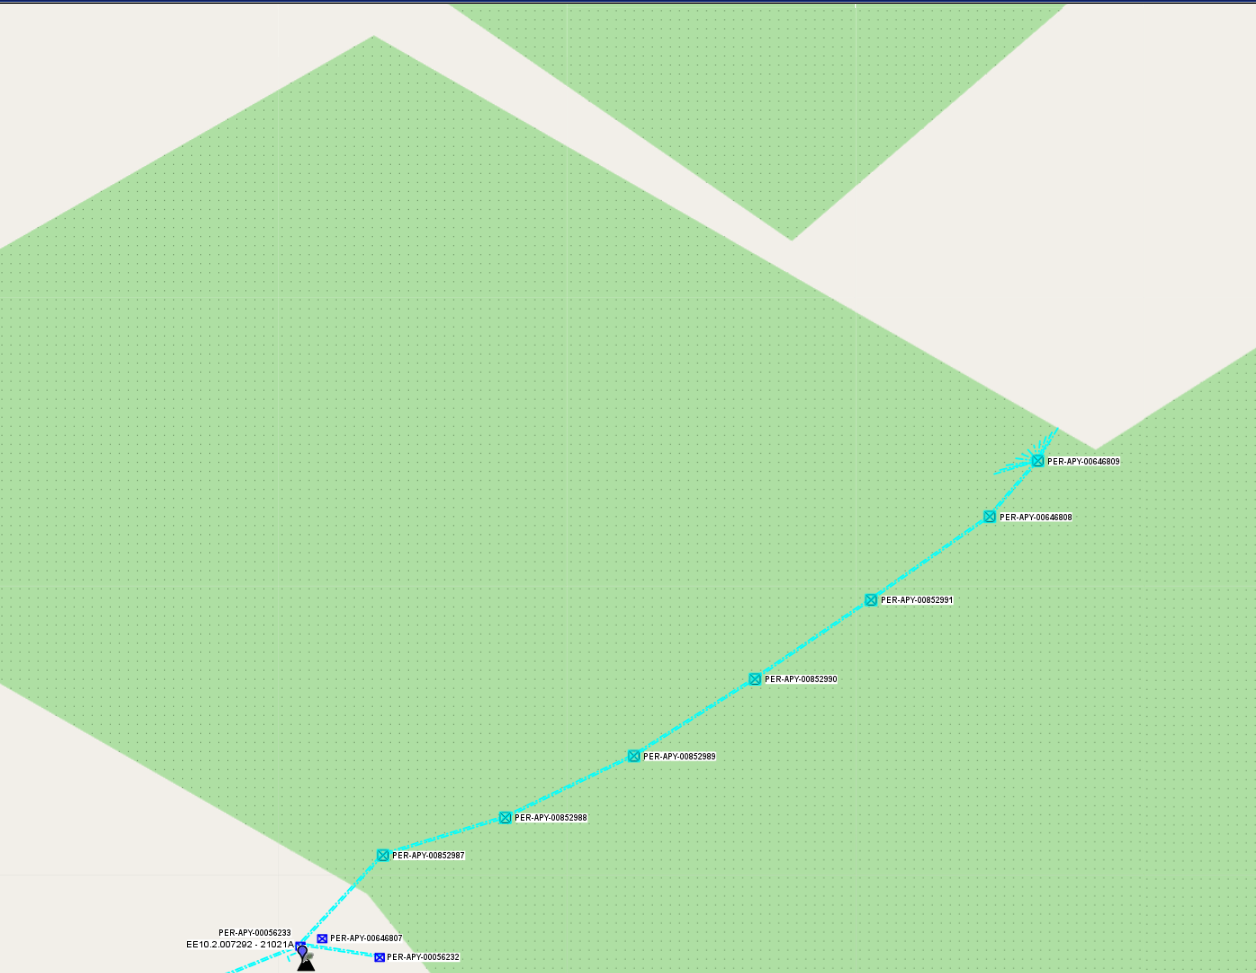 PER-APY-00646809
PER-APY-00646808
PER-APY-00852991
PER-APY-00852990
PER-APY-00852989
PER-APY-00852988
PER-APY-00852987
PER-APY-00056233
PER-APY-00646807
EE10.2.007292 - 21021A
PER-APY-00056232